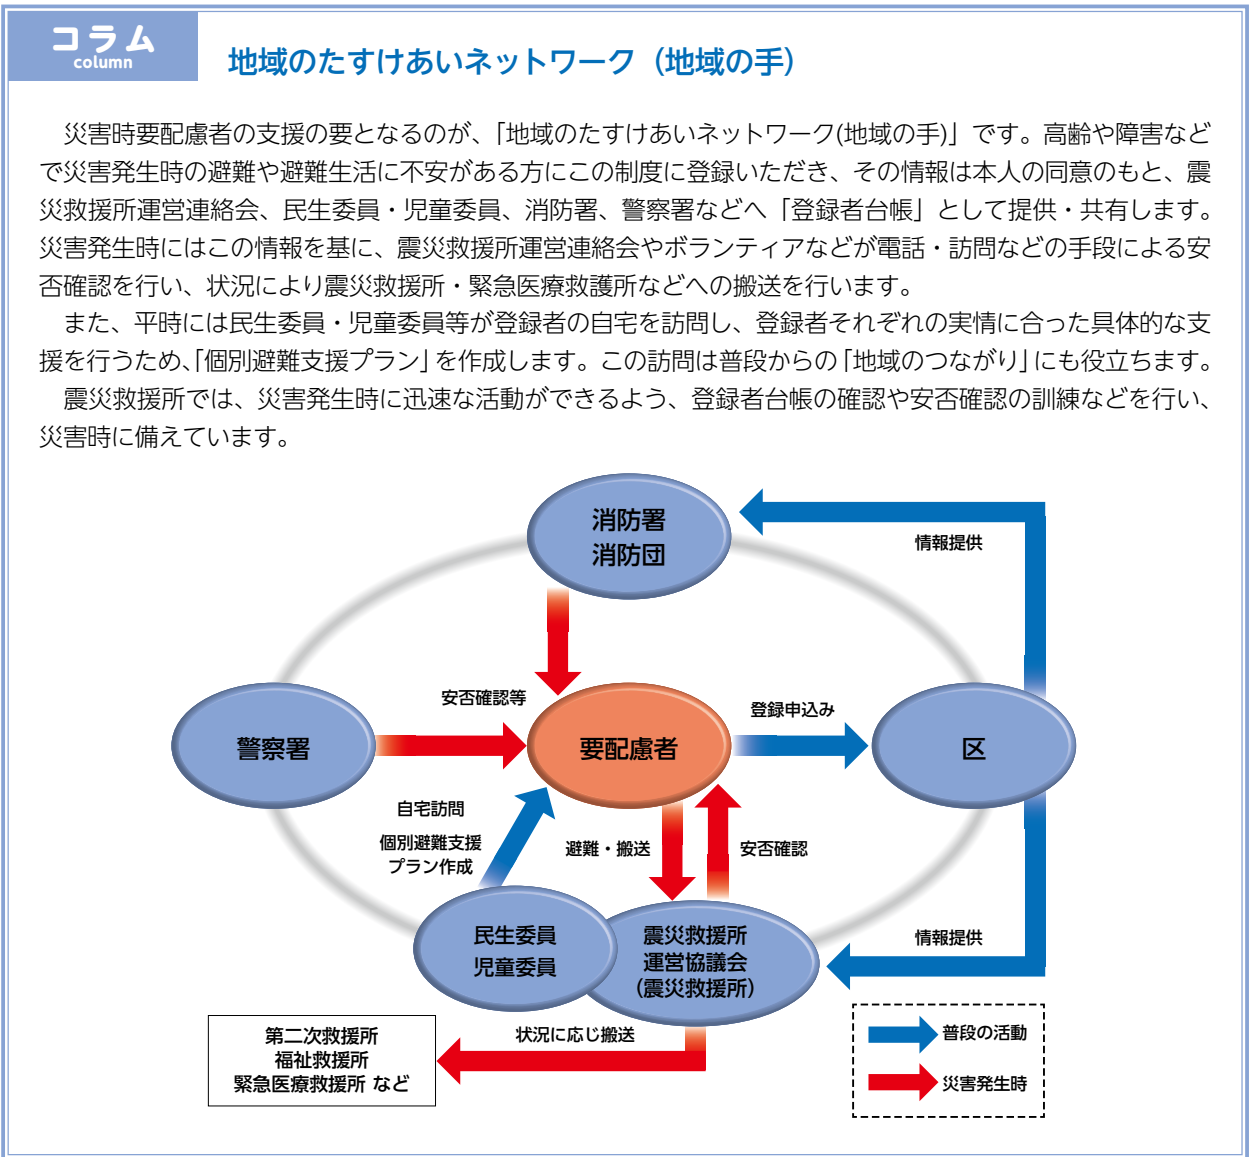 コラム
column
地域のたすけあいネットワーク（地域の手）
災害時要配慮者の支援の要となるのが、「地域のたすけあいネットワーク(地域の手)」です。高齢や障害など
で災害発生時の避難や避難生活に不安がある方にこの制度に登録いただき、その情報は本人の同意のもと、震
災救援所運営連絡会、民生委員・児童委員、消防署、警察署などへ「登録者台帳」として提供・共有します。
災害発生時にはこの情報を基に、震災救援所運営連絡会やボランティアなどが電話・訪問などの手段による安
否確認を行い、状況により震災救援所・緊急医療救護所などへの搬送を行います。
また、平時には民生委員・児童委員等が登録者の自宅を訪問し、登録者それぞれの実情に合った具体的な支
援を行うため、「個別避難支援プラン」を作成します。この訪問は普段からの「地域のつながり」にも役立ちます。
震災救援所では、災害発生時に迅速な活動ができるよう、登録者台帳の確認や安否確認の訓練などを行い、
災害時に備えています。
消防署
消防団
情報提供
安否確認等
登録申込み
警察署
要配慮者
区
自宅訪問
個別避難支援
プラン作成
避難・搬送
安否確認
民生委員
児童委員
震災救援所
運営協議会
（震災救援所）
情報提供
状況に応じ搬送
第二次救援所
福祉救援所
緊急医療救援所 など
普段の活動
災害発生時